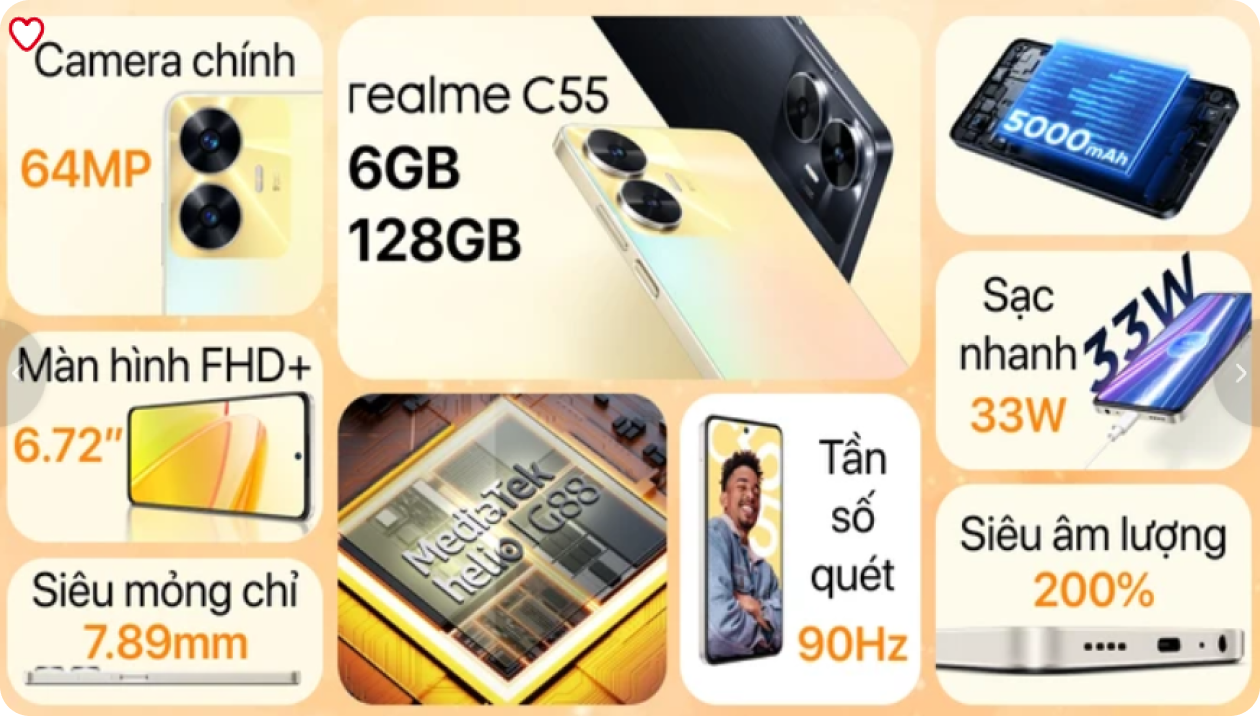 Camera chính
64MP
realme C55
6GB
128GB
5000mAh
Sạc
nhanh
33W
33W
Màn hình FHD+
6.72"
MediaTek
helio G88
Tần
số
quét
90Hz
Siêu âm lượng
200%
Siêu mỏng chỉ
7.89mm